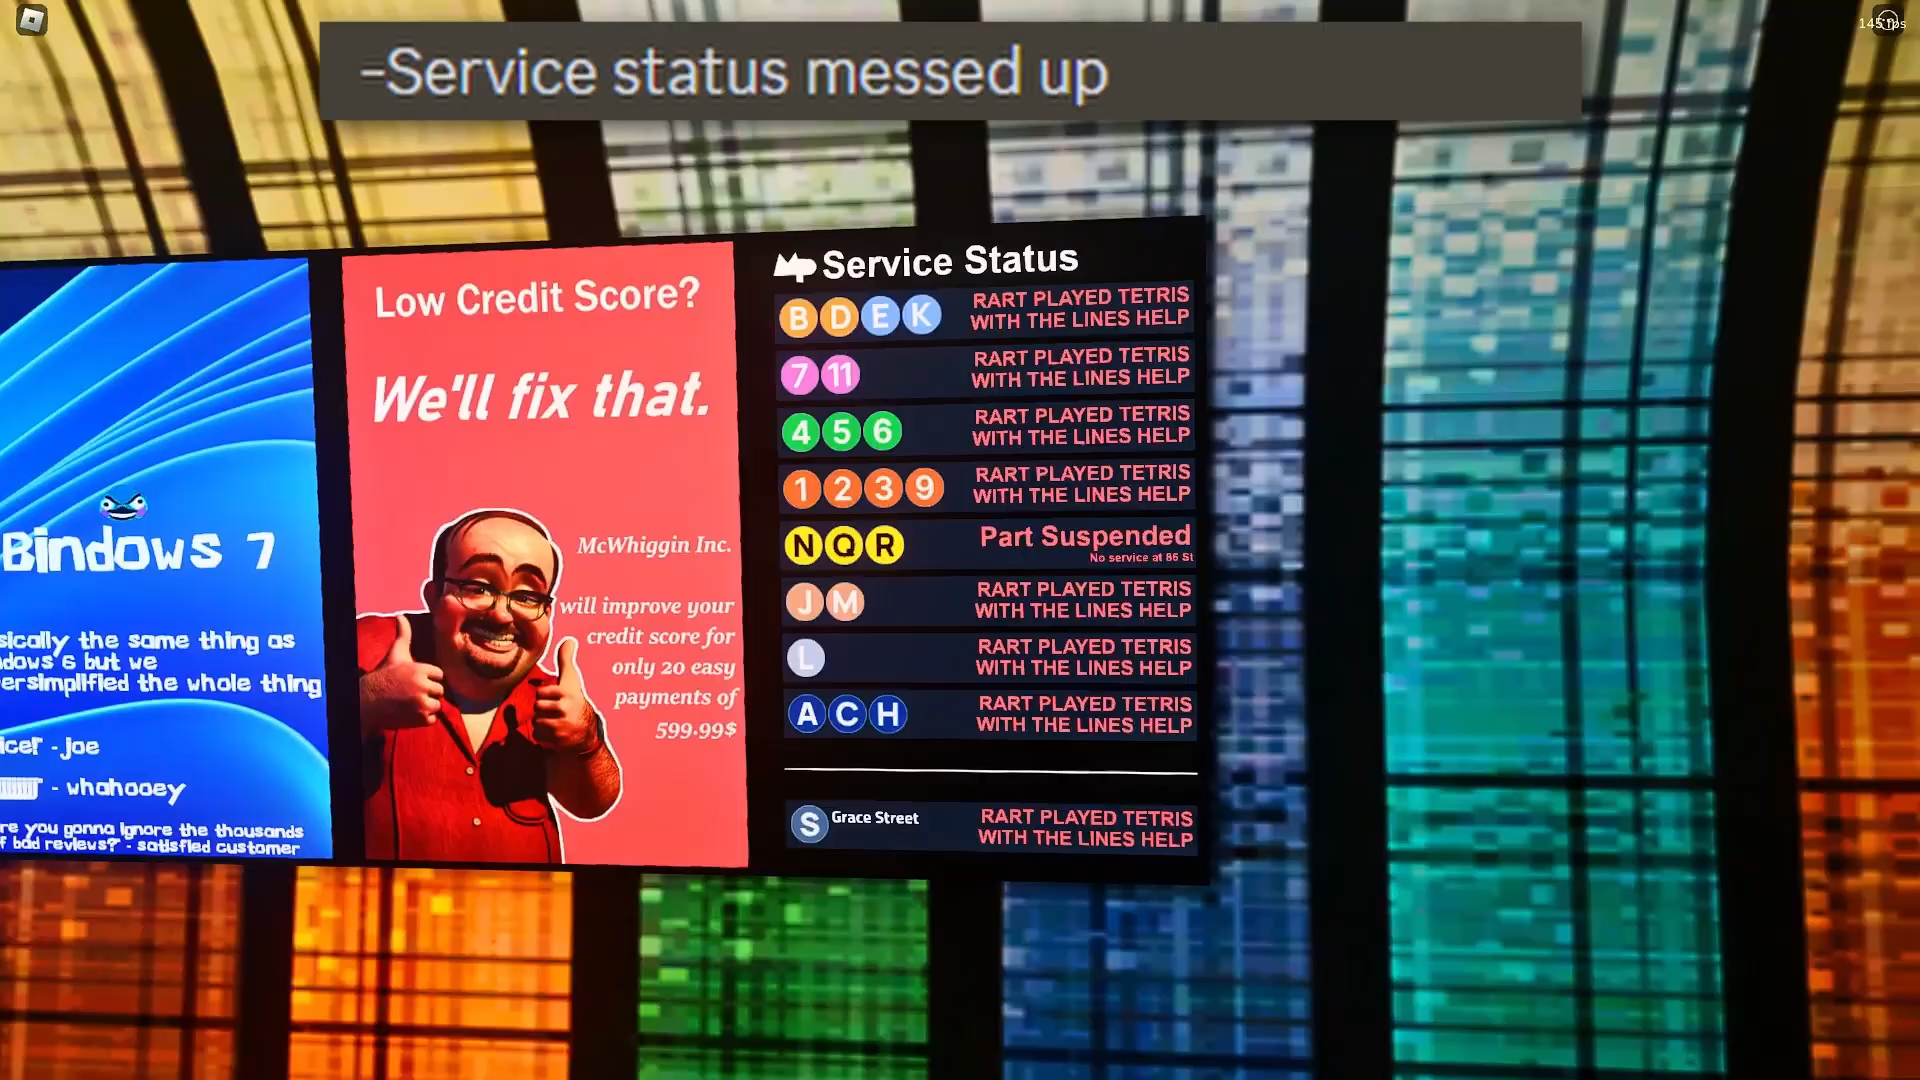 -Service status messed up
Bindows 7
sically the same thing as
dows 6 but we
ersimplified the whole thing
icer - joe
- whahooey
re you gonna ignore the thousands
f bad reviews?" - satisfied customer
Low Credit Score?
We'll fix that.
McWhiggin Inc.
will improve your
credit score for
only 20 easy
payments of
599.99$
Service Status
B D E K RART PLAYED TETRIS
WITH THE LINES HELP
7 11 RART PLAYED TETRIS
WITH THE LINES HELP
4 5 6 RART PLAYED TETRIS
WITH THE LINES HELP
1 2 3 9 RART PLAYED TETRIS
WITH THE LINES HELP
N Q R Part Suspended
No service at 86 St
J M RART PLAYED TETRIS
WITH THE LINES HELP
L RART PLAYED TETRIS
WITH THE LINES HELP
A C H RART PLAYED TETRIS
WITH THE LINES HELP
S Grace Street RART PLAYED TETRIS
WITH THE LINES HELP